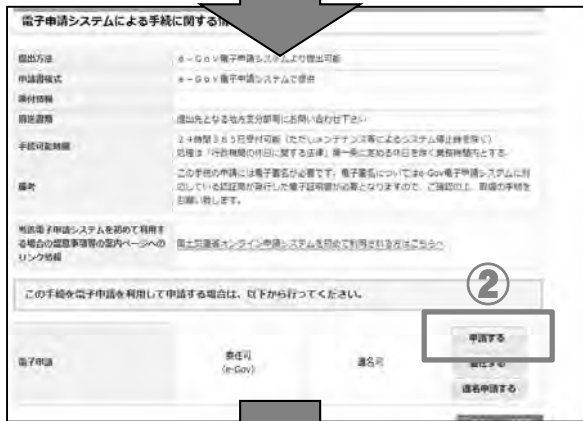 電子申請システムによる手続に関する情
提出方法
e-Gov電子申請システムより提出可能
申請書様式
e-Gov電子申請システムで提供
添付情報
別送書類
提出先となる地方支分部局にお問い合わせ下さい
手続可能時間
24時間365日受付可能（ただしメンテナンス等によるシステム停止時を除く）
処理は「行政機関の休日に関する法律」第一条に定める休日を除く業務時間内とする
備考
この手続の申請には電子署名が必要です。電子署名についてはe-Gov電子申請システムに対
応している認証局が発行した電子証明書が必要となりますので、ご確認の上、取得の手続を
お願い致します。
当該電子申請システムを初めて利用す
る場合の留意事項等の案内ページへの
リンク情報
国土交通省オンライン申請システムを初めて利用される方はこちらへ
この手続を電子申請を利用して申請する場合は、以下から行ってください。
②
電子申請
委任可
(e-Gov)
連名可
申請する
連名申請する